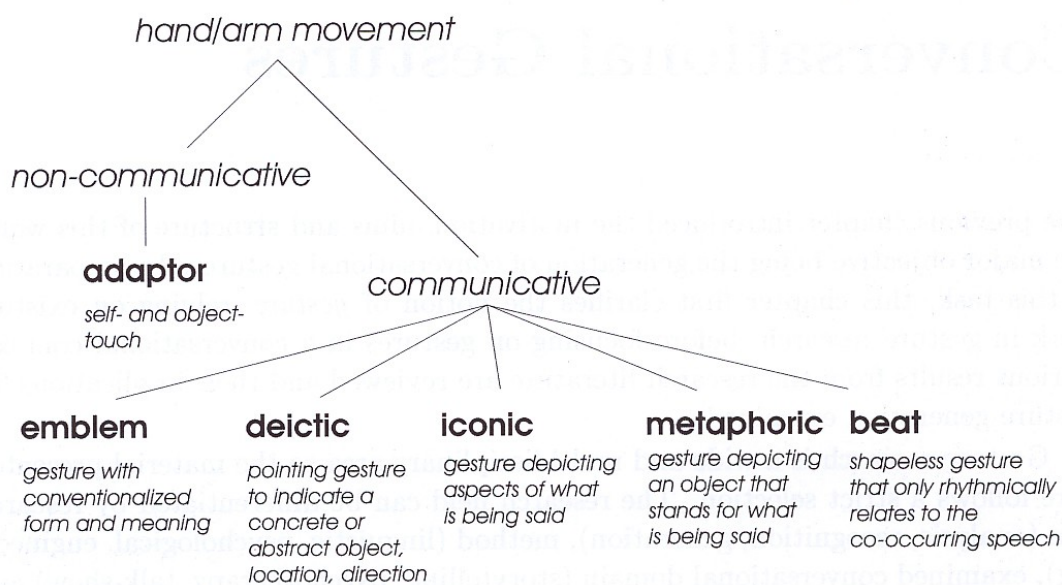 hand/arm movement
non-communicative
adaptor
self- and object-
touch
communicative
emblem
gesture with
conventionalized
form and meaning
deictic
pointing gesture
to indicate a
concrete or
abstract object,
location, direction
iconic
gesture depicting
aspects of what
is being said
metaphoric
gesture depicting
an object that
stands for what
is being said
beat
shapeless gesture
that only rhythmically
relates to the
co-occurring speech